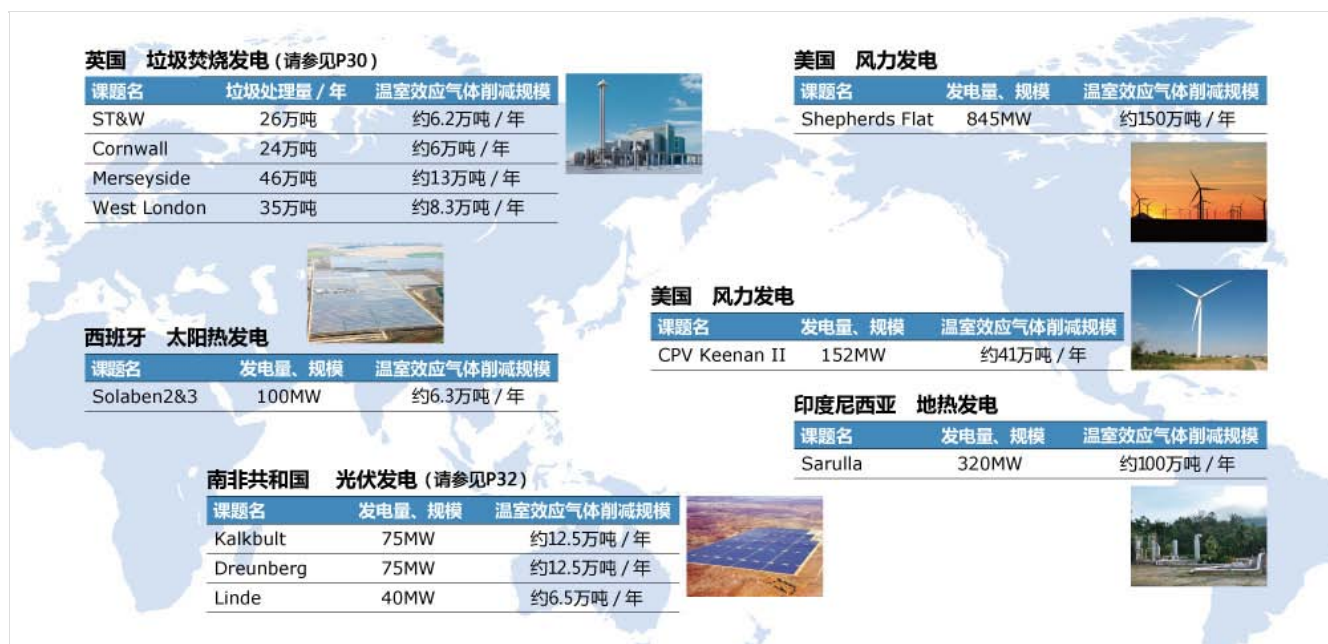 英国 垃圾焚烧发电 (请参见P30)
课题名 垃圾处理量 / 年 温室效应气体削减规模
ST&W 26万吨 约6.2万吨 / 年
Cornwall 24万吨 约6万吨 / 年
Merseyside 46万吨 约13万吨 / 年
West London 35万吨 约8.3万吨 / 年
美国 风力发电
课题名 发电量、规模 温室效应气体削减规模
Shepherds Flat 845MW 约150万吨 / 年
西班牙 太阳热发电
课题名 发电量、规模 温室效应气体削减规模
Solaben2&3 100MW 约6.3万吨 / 年
美国 风力发电
课题名 发电量、规模 温室效应气体削减规模
CPV Keenan II 152MW 约41万吨 / 年
印度尼西亚 地热发电
课题名 发电量、规模 温室效应气体削减规模
Sarulla 320MW 约100万吨 / 年
南非共和国 光伏发电 (请参见P32)
课题名 发电量、规模 温室效应气体削减规模
Kalkbult 75MW 约12.5万吨 / 年
Dreunberg 75MW 约12.5万吨 / 年
Linde 40MW 约6.5万吨 / 年